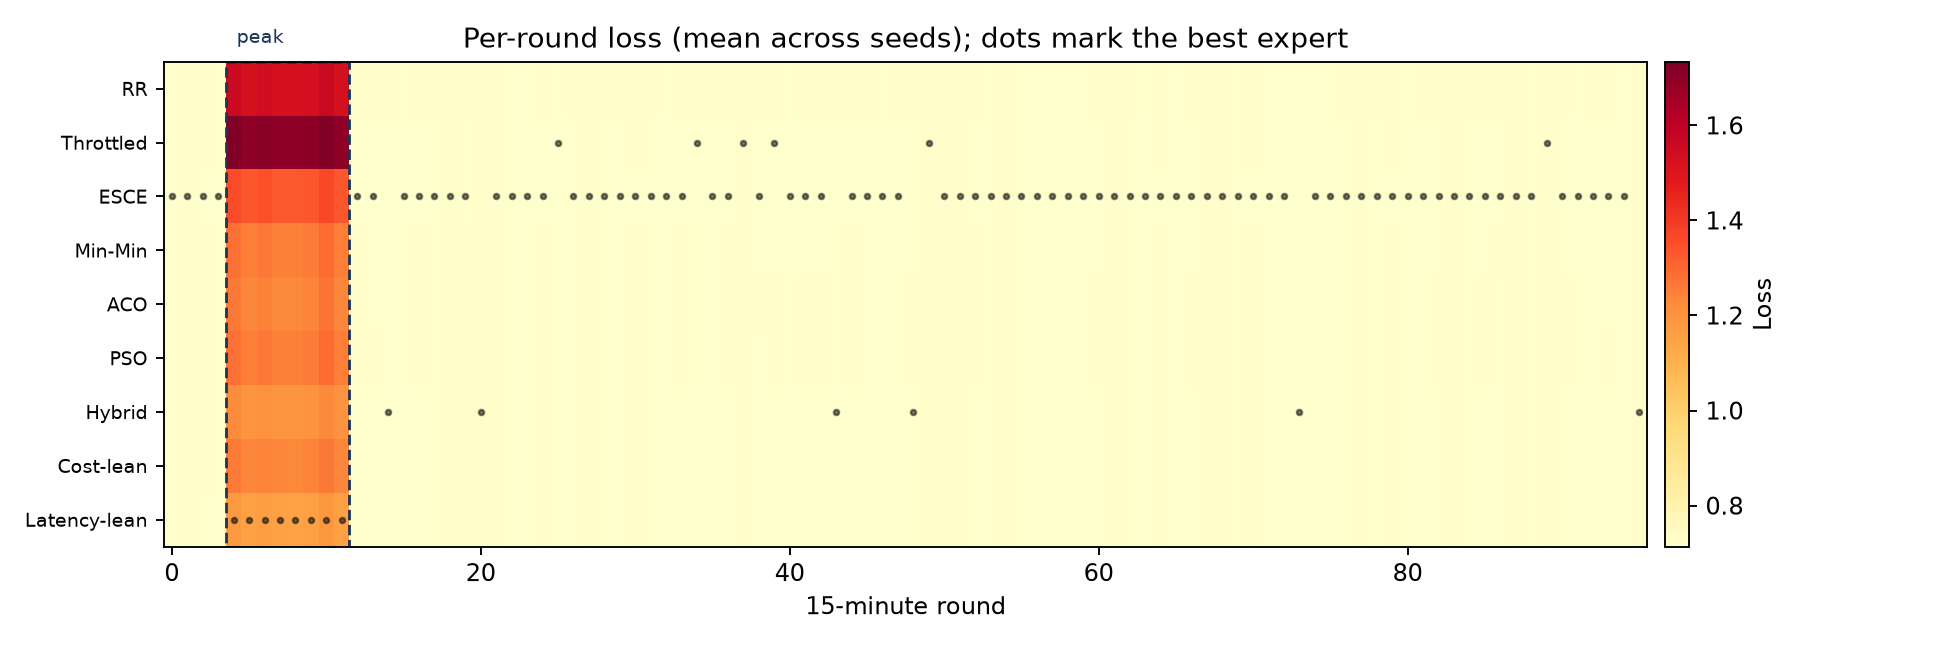 peak
Per-round loss (mean across seeds); dots mark the best expert
RR
Throttled
ESCE
Min-Min
ACO
PSO
Hybrid
Cost-lean
Latency-lean
0 20 40 60 80
15-minute round
1.6
1.4
1.2
1.0
0.8
Loss